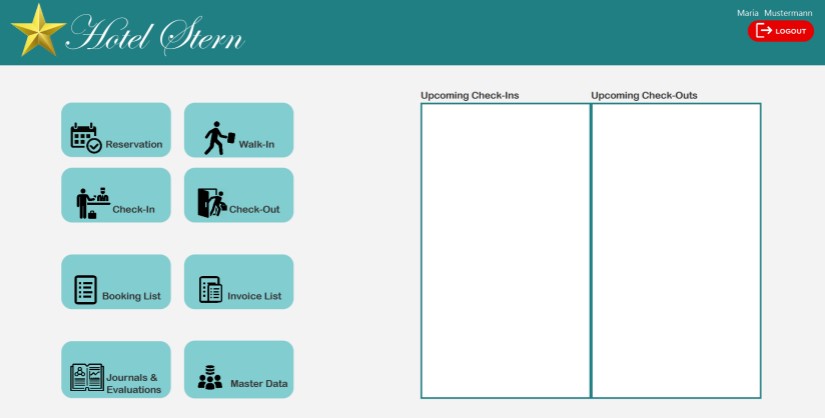 Hotel Stern
Maria Mustermann
LOGOUT
Reservation
Walk-In
Check-In
Check-Out
Booking List
Invoice List
Journals &
Evaluations
Master Data
Upcoming Check-Ins
Upcoming Check-Outs